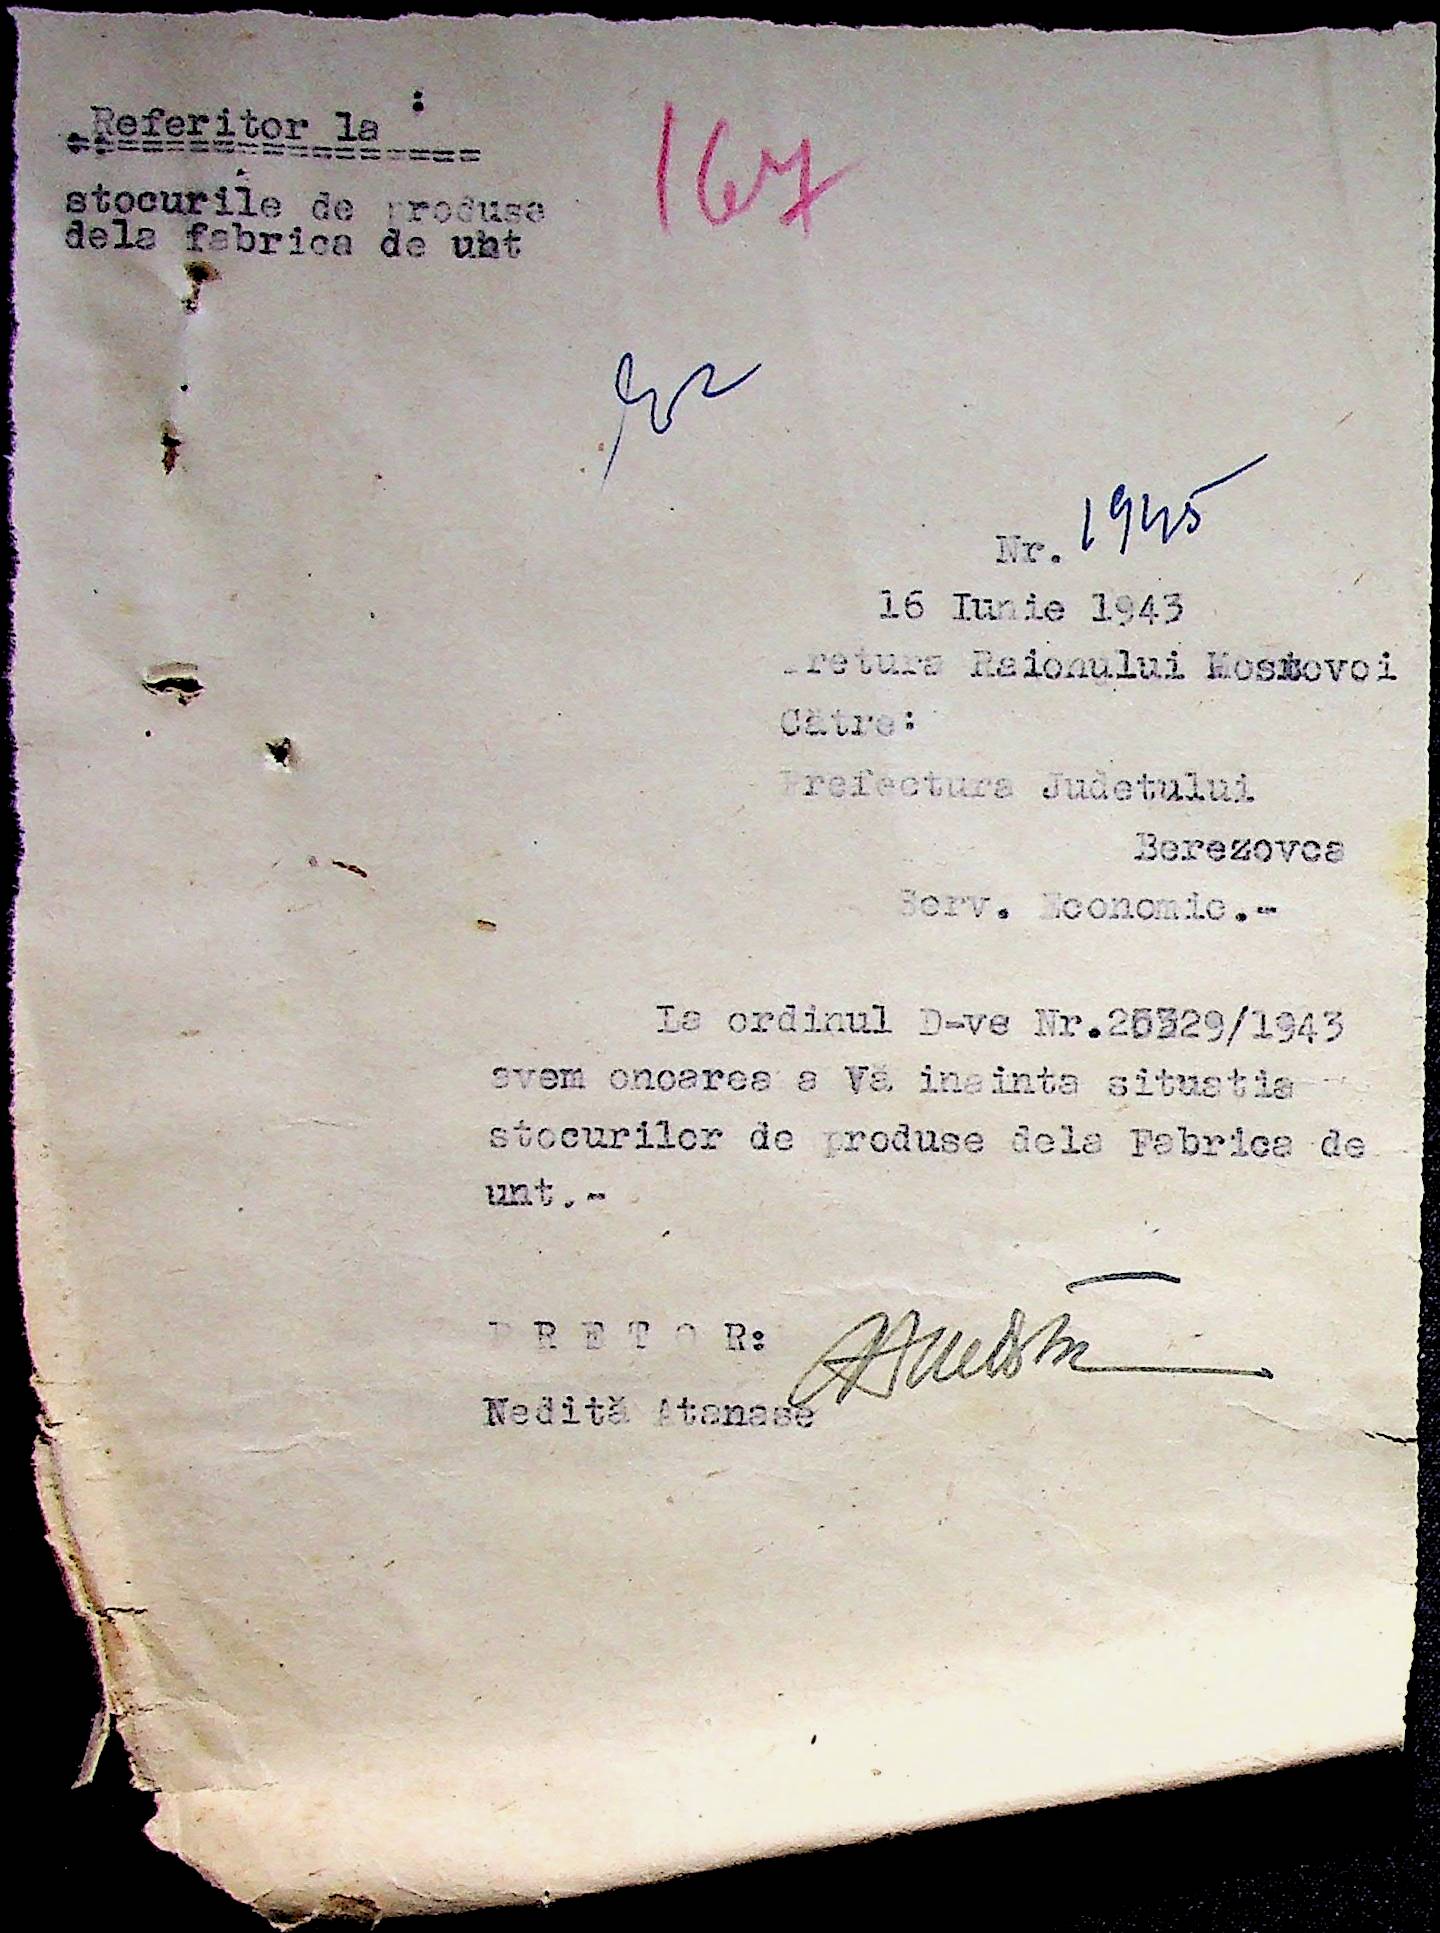 Referitor la :
stocurile de produse
dela fabrica de unt
167
Nr. 1945
16 Iunie 1943
Pretura Raionului Mostovoi
Către:
Prefectura Judetului
Berezovca
Serv. Economic.-
La ordinul D-ve Nr.26329/1943
avem onoarea a Vă inainta situatia
stocurilor de produse dela Fabrica de
unt.-
P R E T O R:
Nedită Atanase